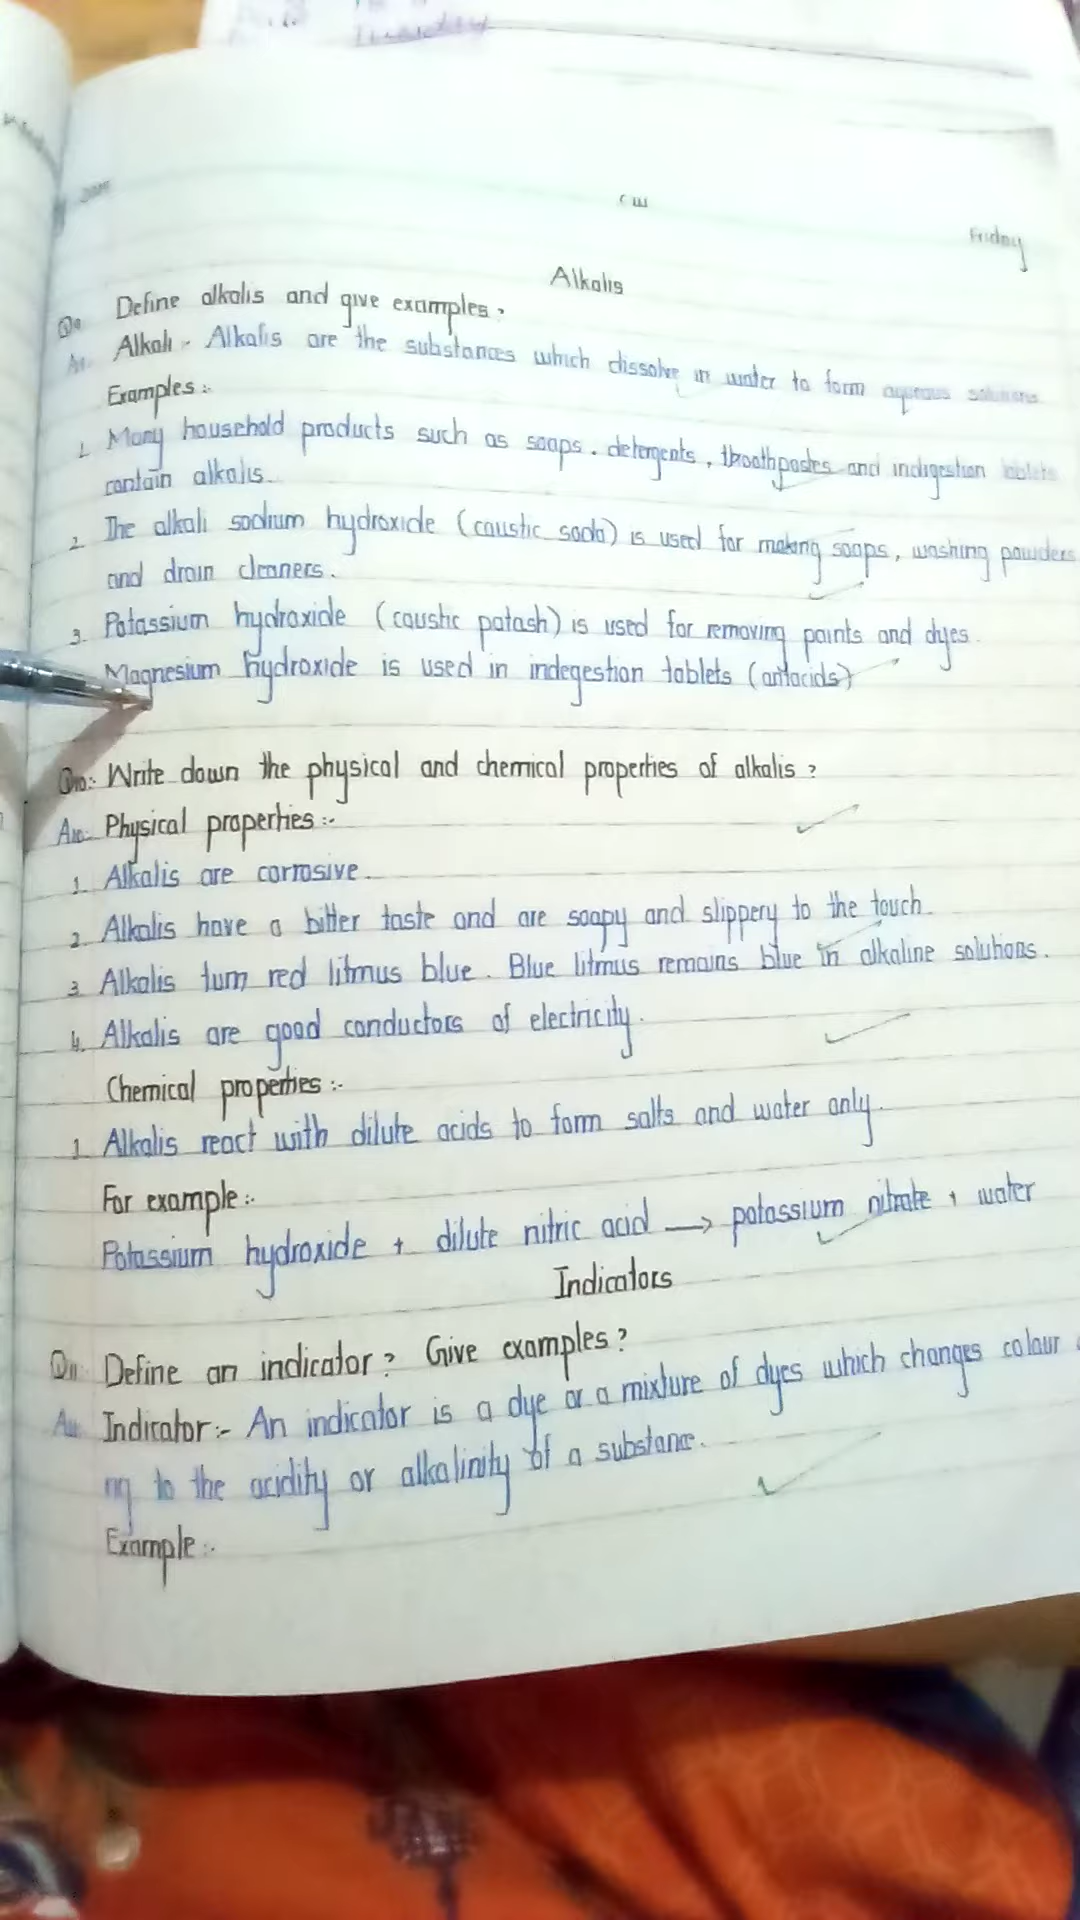 CW
Friday
Alkalis
Q9. Define alkalis and give examples?
Alkali :- Alkalis are the substances which dissolve in water to form aqueous solutions
Examples:-
1. Many household products such as soaps, detergents, throathpastes and indigestion tablets
contain alkalis.
2. The alkali sodium hydroxide (caustic soda) is used for making soaps, washing powders
and drain cleaners.
3. Potassium hydroxide (caustic potash) is used for removing paints and dyes.
Magnesium hydroxide is used in indegestion tablets (antacids)
Q10:- Write down the physical and chemical properties of alkalis?
A10:- Physical properties:-
1. Alkalis are corrosive.
2. Alkalis have a bitter taste and are soapy and slippery to the touch.
3. Alkalis turn red litmus blue. Blue litmus remains blue in alkaline solutions.
4. Alkalis are good conductors of electricity.
Chemical properties:-
1. Alkalis react with dilute acids to form salts and water only.
For example:-
Potassium hydroxide + dilute nitric acid → potassium nitrate + water
Indicators
Q11:- Define an indicator? Give examples?
A11:- Indicator:- An indicator is a dye or a mixture of dyes which changes colour
ng to the acidity or alkalinity of a substance.
Example:-